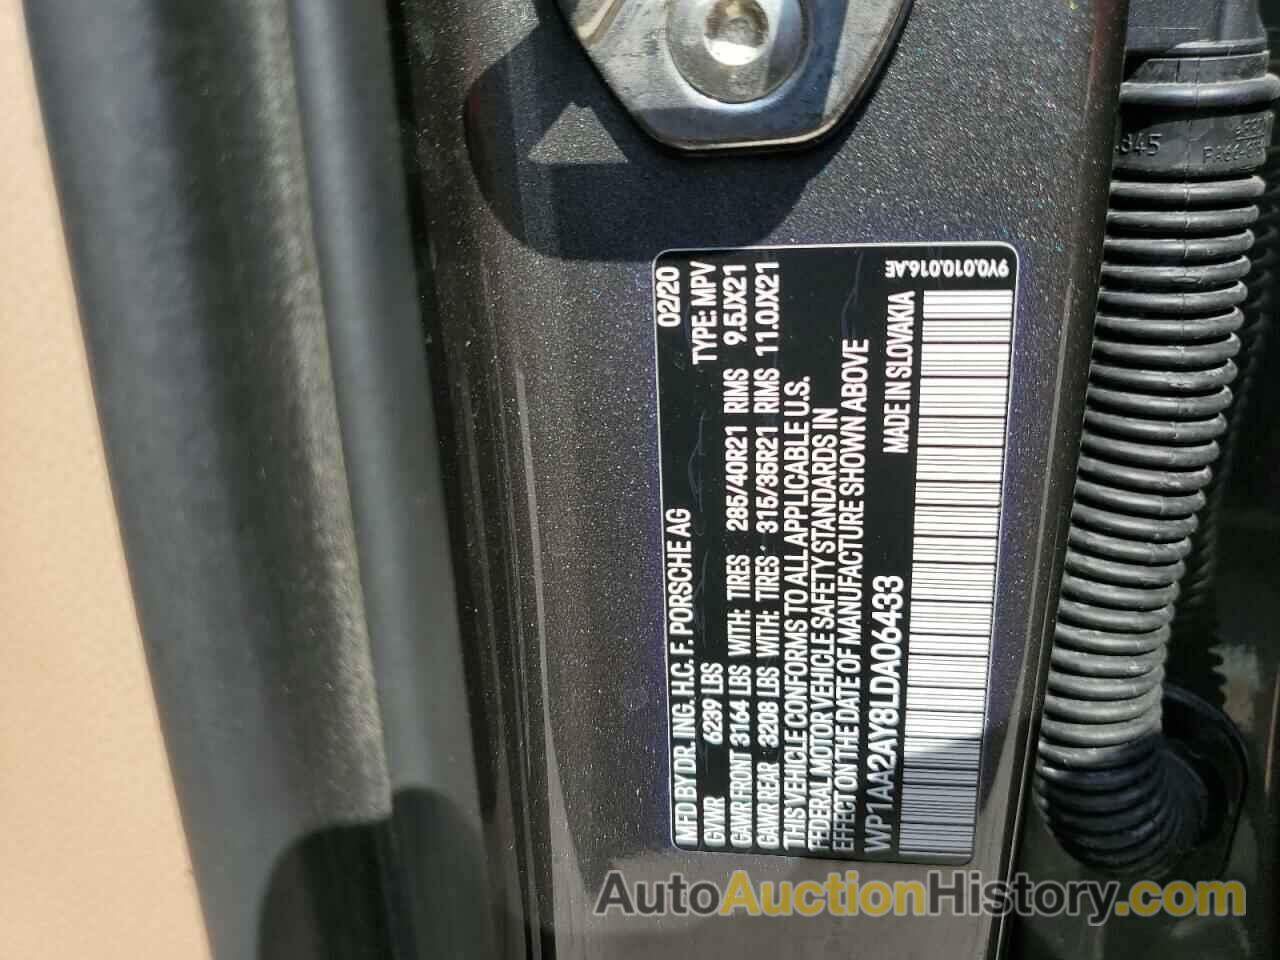 MFD BY DR. ING. H.C. F. PORSCHE AG 02/20
GVWR 6239 LBS TYPE: MPV
GAWR FRONT 3164 LBS WITH: TIRES 285/40R21 RIMS 9.5JX21
GAWR REAR 3208 LBS WITH: TIRES 315/35R21 RIMS 11.0JX21
THIS VEHICLE CONFORMS TO ALL APPLICABLE U.S.
FEDERAL MOTOR VEHICLE SAFETY STANDARDS IN
EFFECT ON THE DATE OF MANUFACTURE SHOWN ABOVE
WP1AA2AY8LDA06433 MADE IN SLOVAKIA
9Y0.010.016.AE
AutoAuctionHistory.com